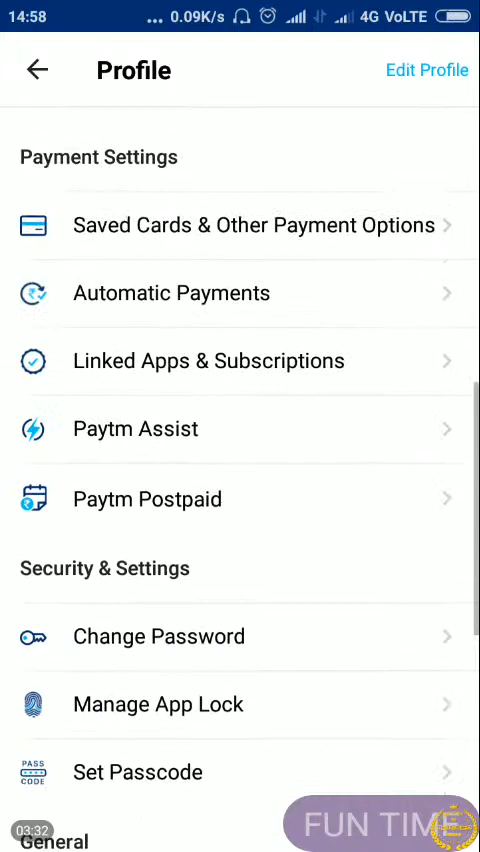 14:58 ... 0.09K/s 4G VoLTE
Profile Edit Profile
Payment Settings
Saved Cards & Other Payment Options
Automatic Payments
Linked Apps & Subscriptions
Paytm Assist
Paytm Postpaid
Security & Settings
Change Password
Manage App Lock
PASS
CODE
Set Passcode
03:32
FUN TIME
General